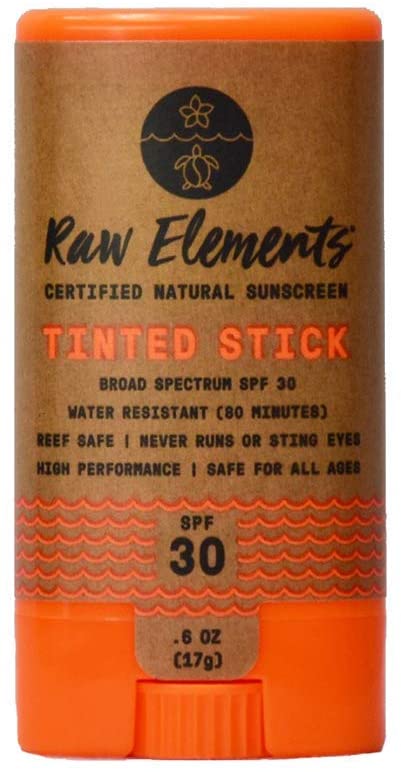 Raw Elements®
CERTIFIED NATURAL SUNSCREEN
TINTED STICK
BROAD SPECTRUM SPF 30
WATER RESISTANT (80 MINUTES)
REEF SAFE | NEVER RUNS OR STING EYES
HIGH PERFORMANCE | SAFE FOR ALL AGES
SPF
30
.6 OZ
(17g)